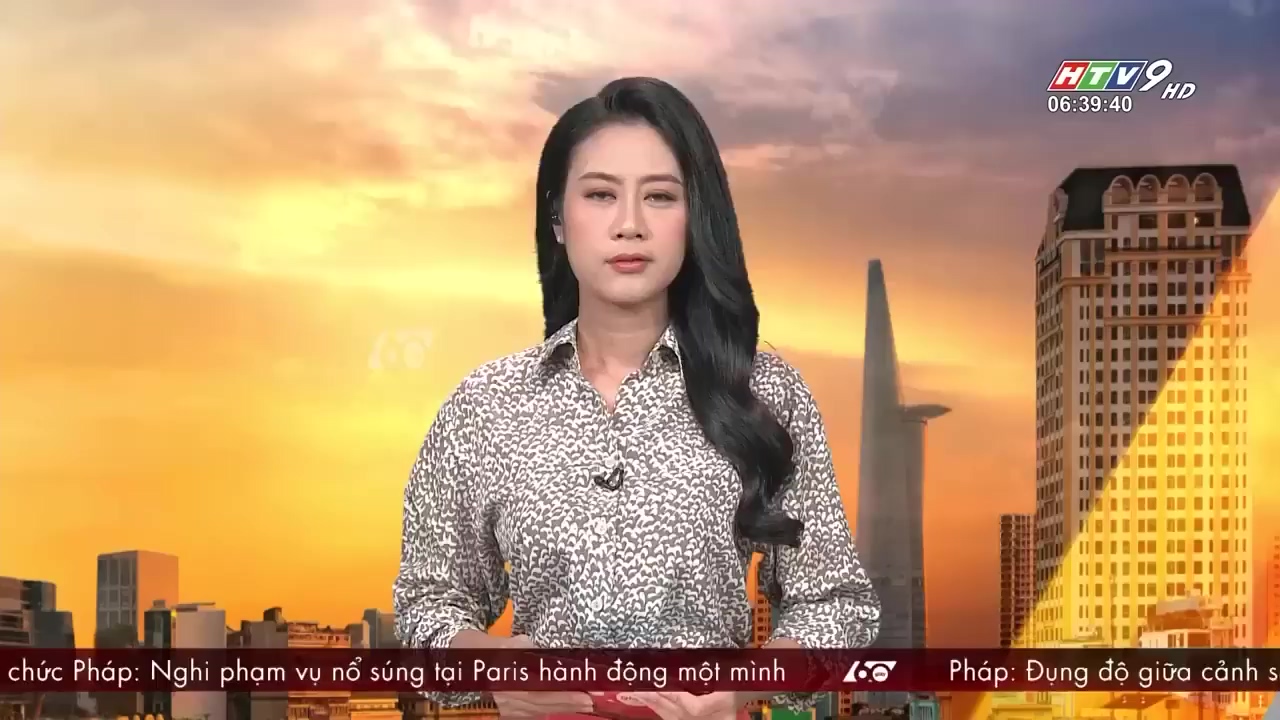 HTV9 HD
06:39:40
chức Pháp: Nghi phạm vụ nổ súng tại Paris hành động một mình 60 Pháp: Đụng độ giữa cảnh s